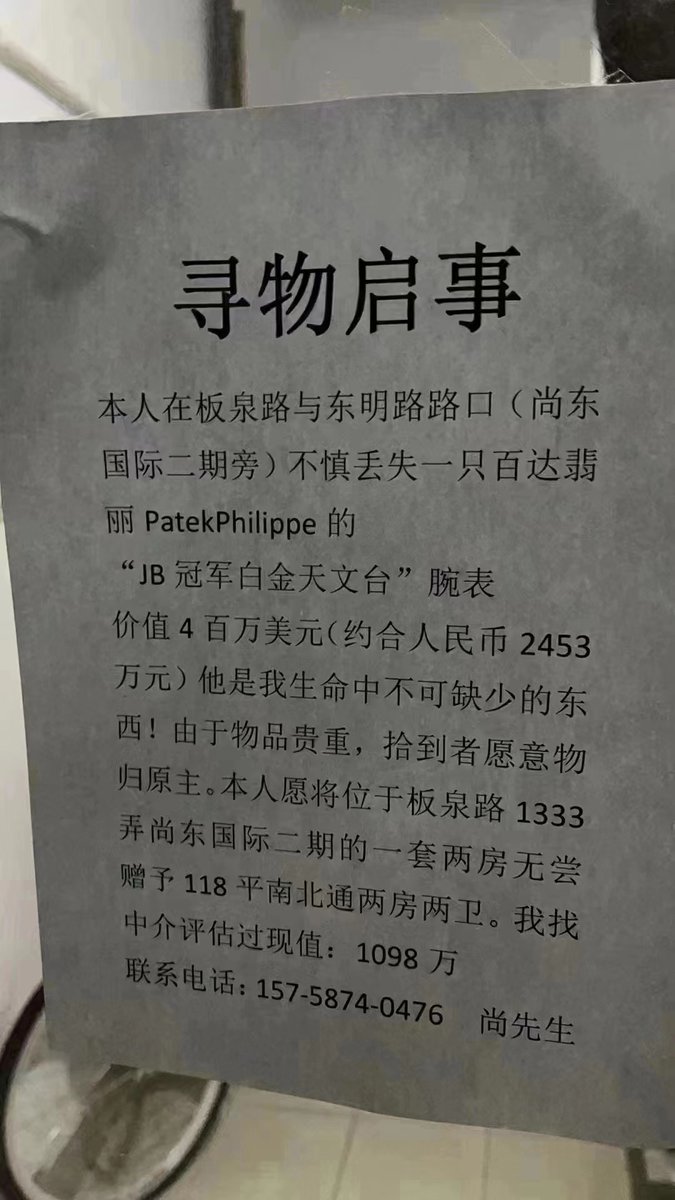 寻物启事
本人在板泉路与东明路路口（尚东
国际二期旁）不慎丢失一只百达翡
丽 PatekPhilippe 的
“JB 冠军白金天文台”腕表
价值 4 百万美元（约合人民币 2453
万元）他是我生命中不可缺少的东
西！由于物品贵重，拾到者愿意物
归原主。本人愿将位于板泉路 1333
弄尚东国际二期的一套两房无尝
赠予 118 平南北通两房两卫。我找
中介评估过现值：1098 万
联系电话：157-5874-0476 尚先生